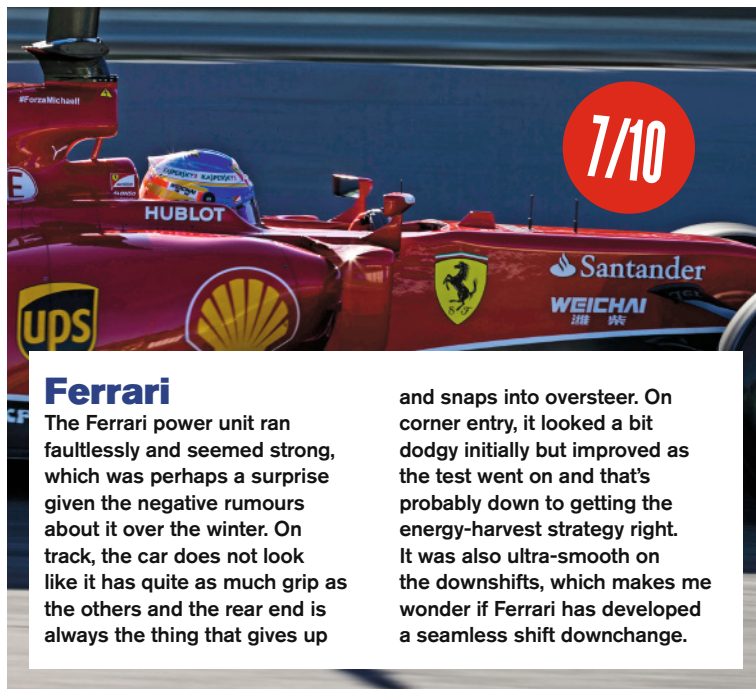 #ForzaMichael!
7/10
KASPERSKY KASPERSKY
HUBLOT
Santander
WEICHAI
潍 柴
S F
ups
Ferrari
The Ferrari power unit ran
faultlessly and seemed strong,
which was perhaps a surprise
given the negative rumours
about it over the winter. On
track, the car does not look
like it has quite as much grip as
the others and the rear end is
always the thing that gives up
and snaps into oversteer. On
corner entry, it looked a bit
dodgy initially but improved as
the test went on and that's
probably down to getting the
energy-harvest strategy right.
It was also ultra-smooth on
the downshifts, which makes me
wonder if Ferrari has developed
a seamless shift downchange.